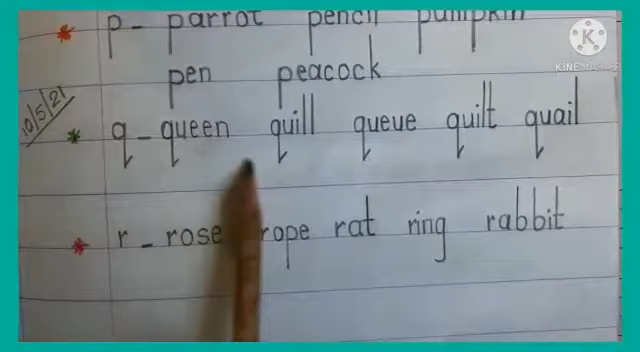 p - parrot pencil pumpkin
pen peacock
10/5/21
q - queen quill queue quilt quail
r - rose rope rat ring rabbit
K
KINEMASTER